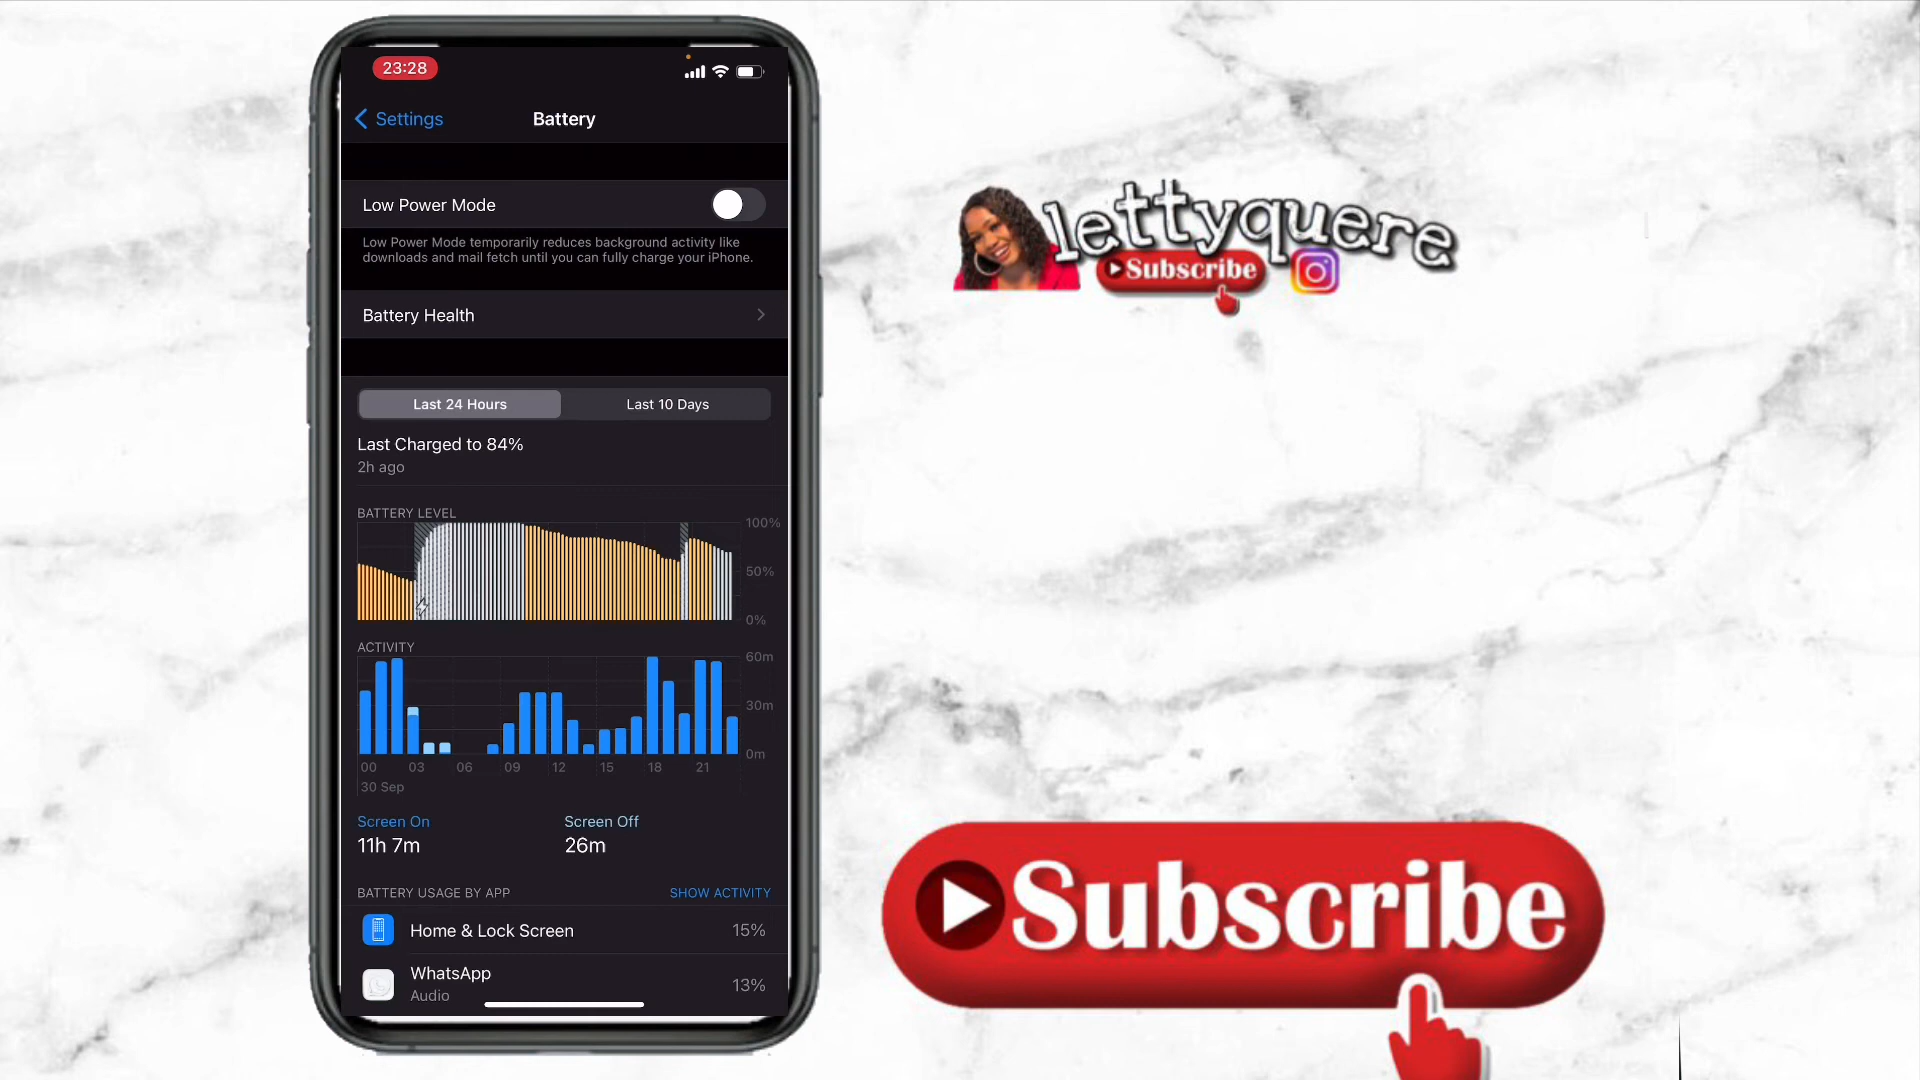 23:28
Settings
Battery
Low Power Mode
Low Power Mode temporarily reduces background activity like
downloads and mail fetch until you can fully charge your iPhone.
Battery Health
Last 24 Hours
Last 10 Days
Last Charged to 84%
2h ago
BATTERY LEVEL
100%
50%
0%
ACTIVITY
60m
30m
0m
00 03 06 09 12 15 18 21
30 Sep
Screen On
11h 7m
Screen Off
26m
BATTERY USAGE BY APP
SHOW ACTIVITY
Home & Lock Screen
15%
WhatsApp
Audio
13%
lettyquere
Subscribe
Subscribe